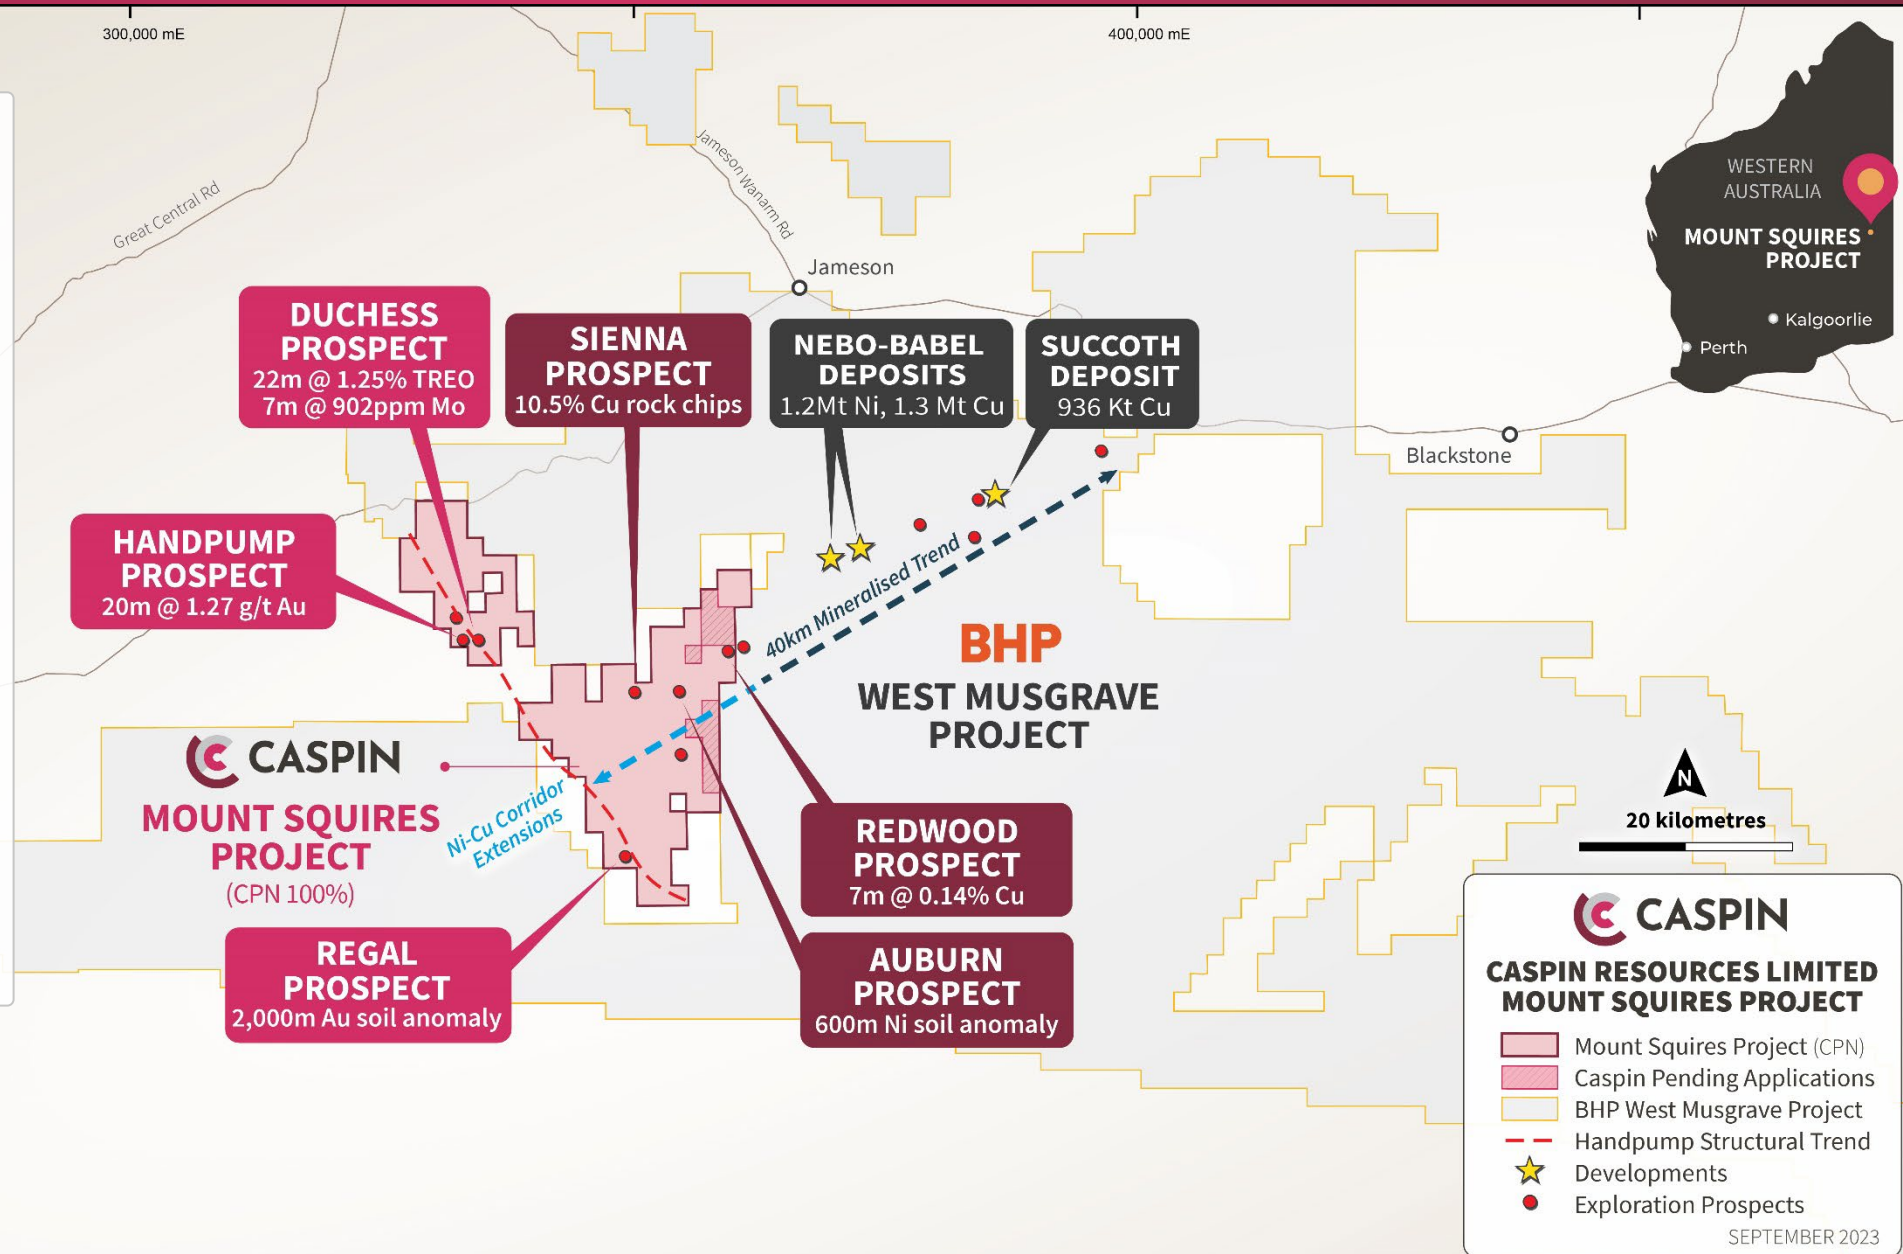 300,000 mE
400,000 mE
Great Central Rd
Jameson Wanarm Rd
Jameson
WESTERN
AUSTRALIA
MOUNT SQUIRES
PROJECT
Kalgoorlie
Perth
DUCHESS
PROSPECT
22m @ 1.25% TREO
7m @ 902ppm Mo
SIENNA
PROSPECT
10.5% Cu rock chips
NEBO-BABEL
DEPOSITS
1.2Mt Ni, 1.3 Mt Cu
SUCCOTH
DEPOSIT
936 Kt Cu
Blackstone
HANDPUMP
PROSPECT
20m @ 1.27 g/t Au
40km Mineralised Trend
BHP
WEST MUSGRAVE
PROJECT
CASPIN
MOUNT SQUIRES
PROJECT
(CPN 100%)
Ni-Cu Corridor
Extensions
REDWOOD
PROSPECT
7m @ 0.14% Cu
REGAL
PROSPECT
2,000m Au soil anomaly
AUBURN
PROSPECT
600m Ni soil anomaly
N
20 kilometres
CASPIN
CASPIN RESOURCES LIMITED
MOUNT SQUIRES PROJECT
Mount Squires Project (CPN)
Caspin Pending Applications
BHP West Musgrave Project
Handpump Structural Trend
Developments
Exploration Prospects
SEPTEMBER 2023